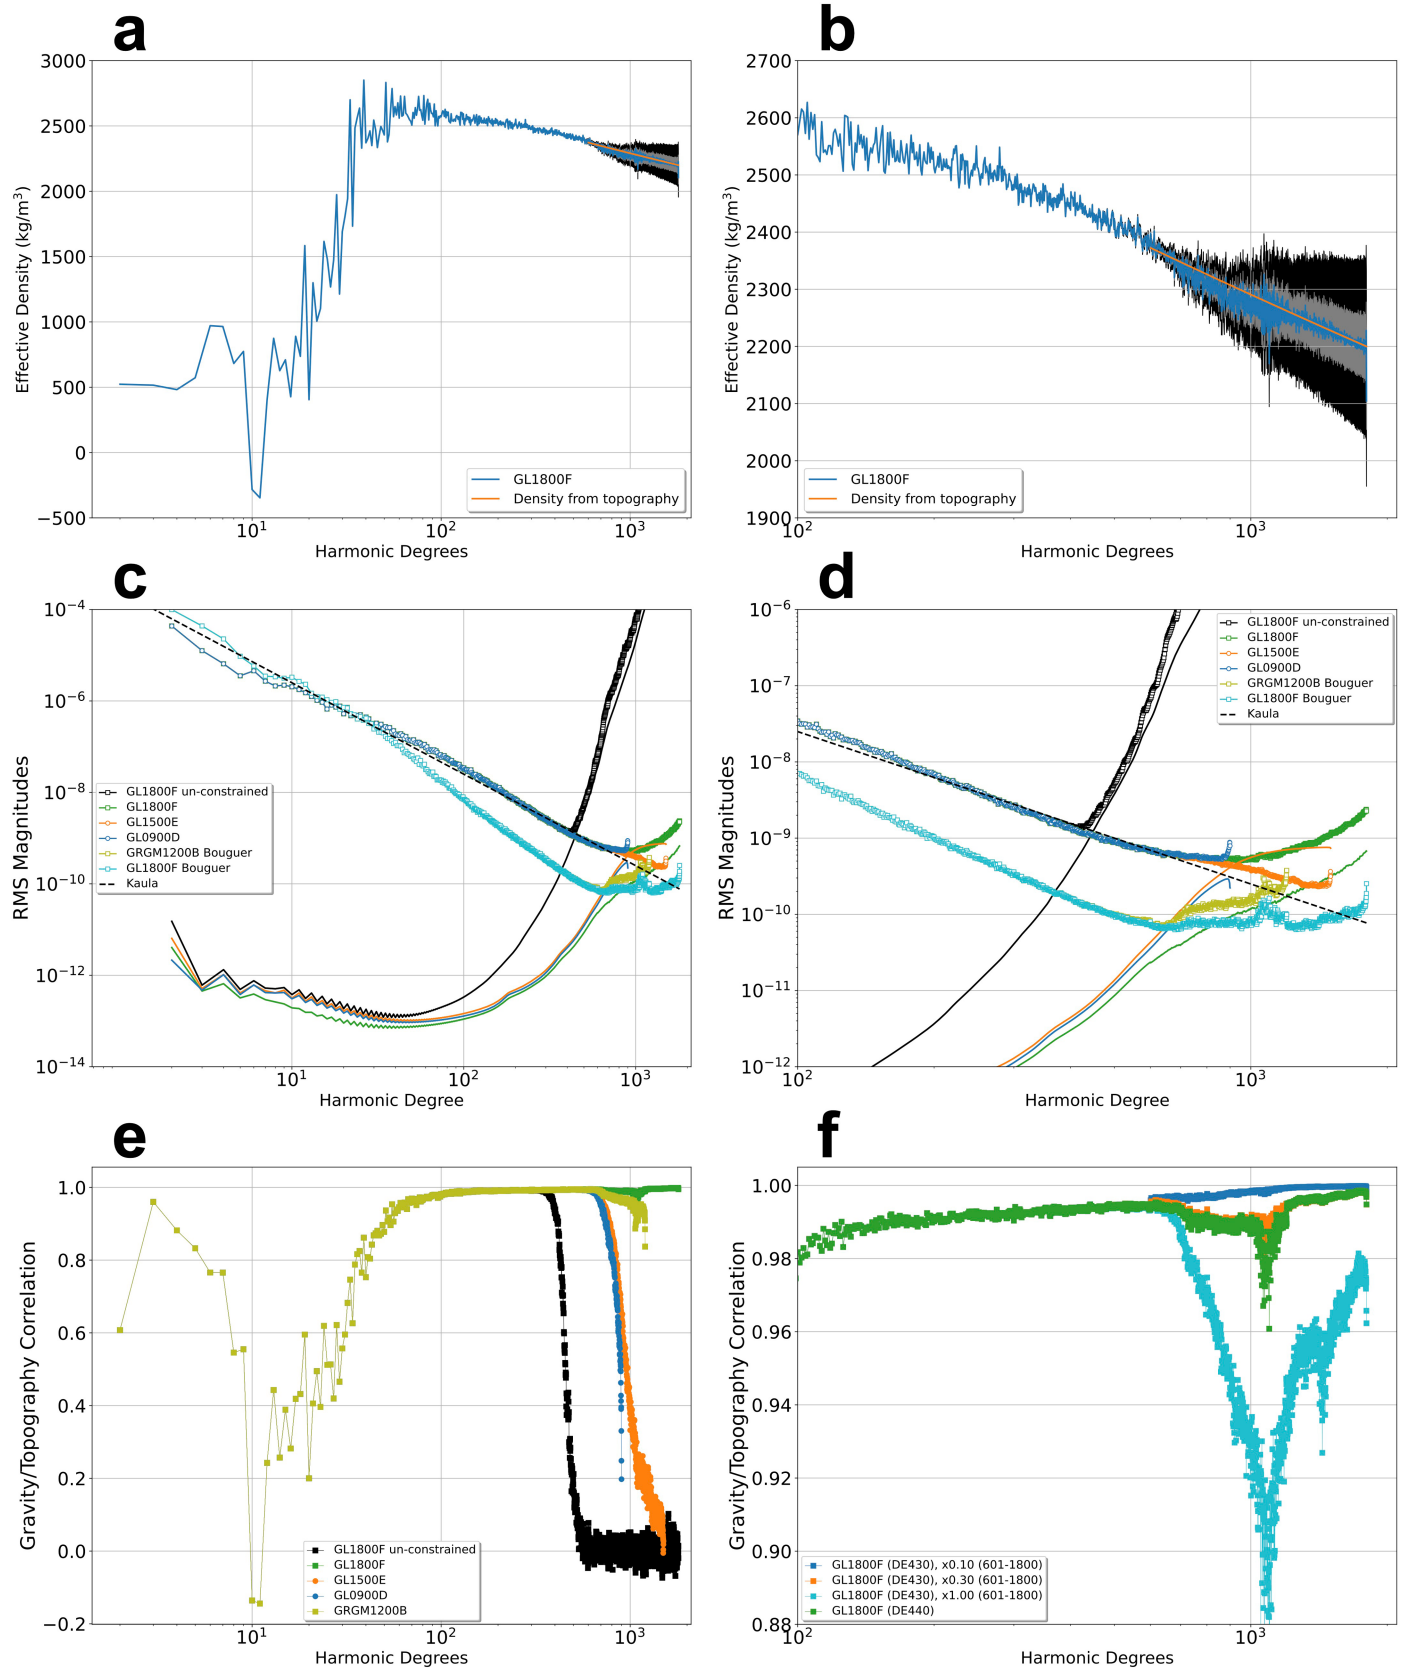 a
3000
2500
2000
1500
1000
500
0
−500
Effective Density (kg/m³)
10¹
10²
10³
Harmonic Degrees
GL1800F
Density from topography
b
2700
2600
2500
2400
2300
2200
2100
2000
1900
Effective Density (kg/m³)
10²
10³
Harmonic Degrees
GL1800F
Density from topography
c
10⁻⁴
10⁻⁶
10⁻⁸
10⁻¹⁰
10⁻¹²
10⁻¹⁴
RMS Magnitudes
GL1800F un-constrained
GL1800F
GL1500E
GL0900D
GRGM1200B Bouguer
GL1800F Bouguer
Kaula
10¹
10²
10³
Harmonic Degree
d
10⁻⁶
10⁻⁷
10⁻⁸
10⁻⁹
10⁻¹⁰
10⁻¹¹
10⁻¹²
RMS Magnitudes
GL1800F un-constrained
GL1800F
GL1500E
GL0900D
GRGM1200B Bouguer
GL1800F Bouguer
Kaula
10²
10³
Harmonic Degree
e
1.0
0.8
0.6
0.4
0.2
0.0
−0.2
Gravity/Topography Correlation
GL1800F un-constrained
GL1800F
GL1500E
GL0900D
GRGM1200B
10¹
10²
10³
Harmonic Degrees
f
1.00
0.98
0.96
0.94
0.92
0.90
0.88
Gravity/Topography Correlation
GL1800F (DE430), x0.10 (601-1800)
GL1800F (DE430), x0.30 (601-1800)
GL1800F (DE430), x1.00 (601-1800)
GL1800F (DE440)
10²
10³
Harmonic Degrees